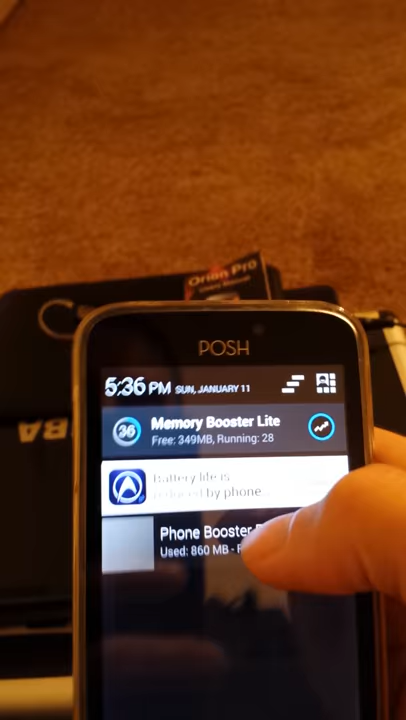 Orion Pro
POSH
5:36 PM SUN, JANUARY 11
36
Memory Booster Lite
Free: 349MB, Running: 28
Battery life is
reduced by phone...
Phone Booster
Used: 860 MB -